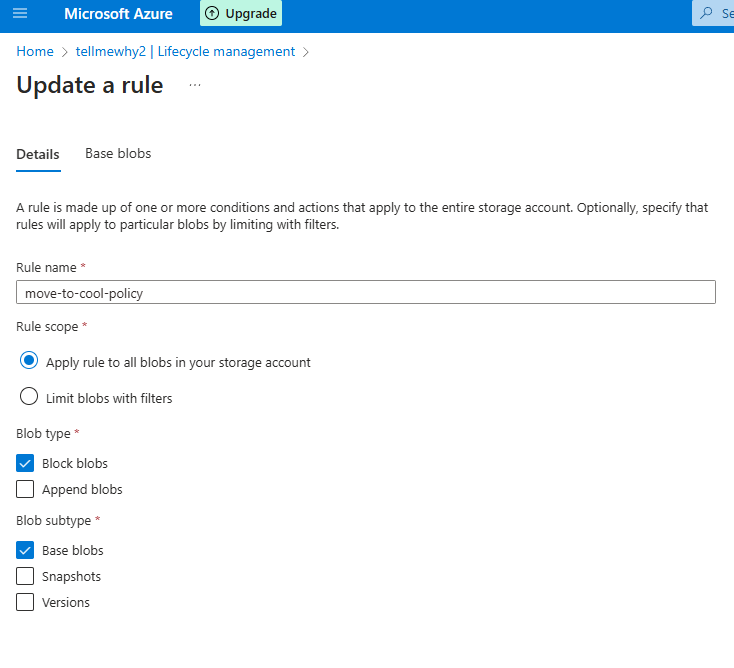 Microsoft Azure
Upgrade
Se
Home > tellmewhy2 | Lifecycle management >
Update a rule ...
Details Base blobs
A rule is made up of one or more conditions and actions that apply to the entire storage account. Optionally, specify that
rules will apply to particular blobs by limiting with filters.
Rule name *
move-to-cool-policy
Rule scope *
Apply rule to all blobs in your storage account
Limit blobs with filters
Blob type *
Block blobs
Append blobs
Blob subtype *
Base blobs
Snapshots
Versions